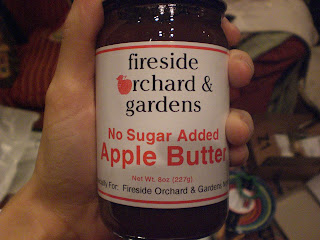 fireside
orchard &
gardens
No Sugar Added
Apple Butter
Net Wt. 8oz (227g)
For: Fireside Orchard & Gardens